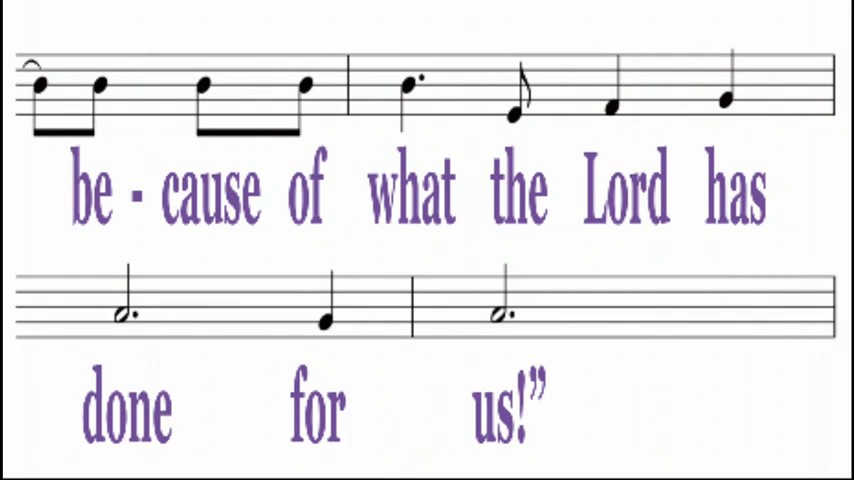 be - cause of what the Lord has
done for us!”